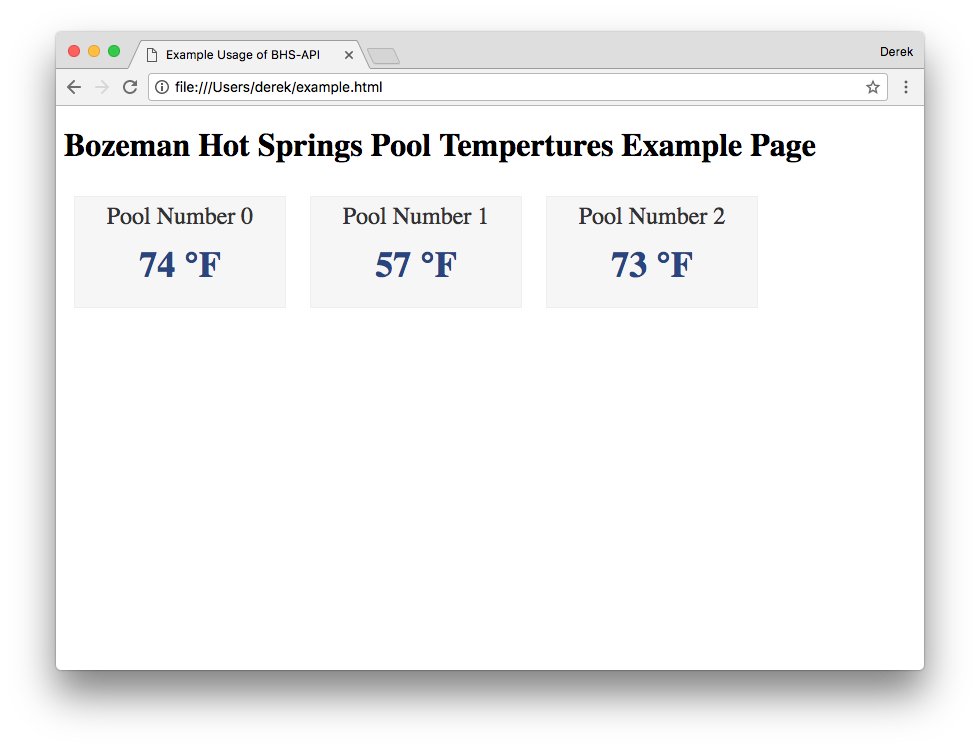 Example Usage of BHS-API
Derek
file:///Users/derek/example.html
Bozeman Hot Springs Pool Tempertures Example Page
Pool Number 0
74 °F
Pool Number 1
57 °F
Pool Number 2
73 °F